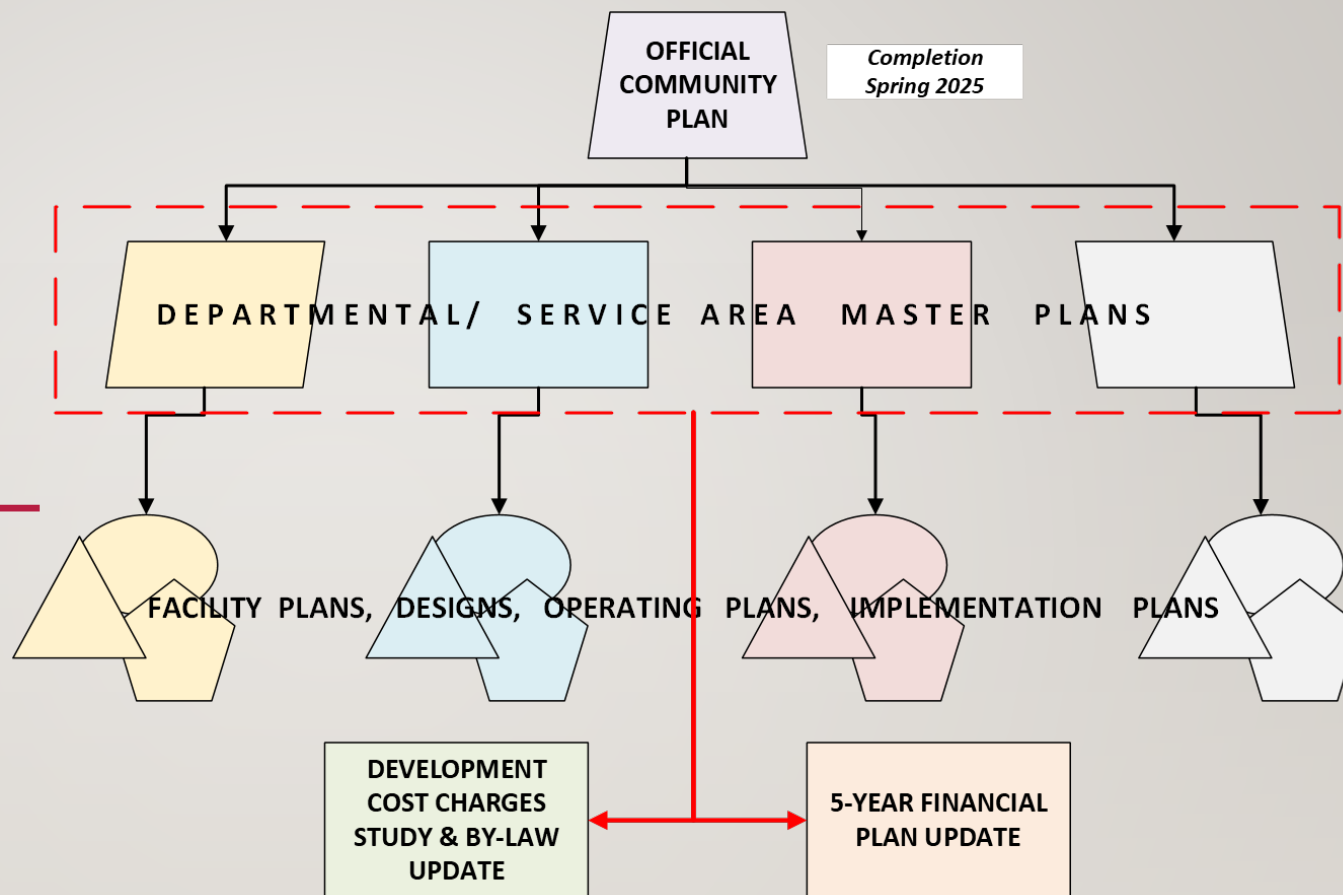 OFFICIAL
COMMUNITY
PLAN
Completion
Spring 2025
DEPARTMENTAL/ SERVICE AREA MASTER PLANS
FACILITY PLANS, DESIGNS, OPERATING PLANS, IMPLEMENTATION PLANS
DEVELOPMENT
COST CHARGES
STUDY & BY-LAW
UPDATE
5-YEAR FINANCIAL
PLAN UPDATE